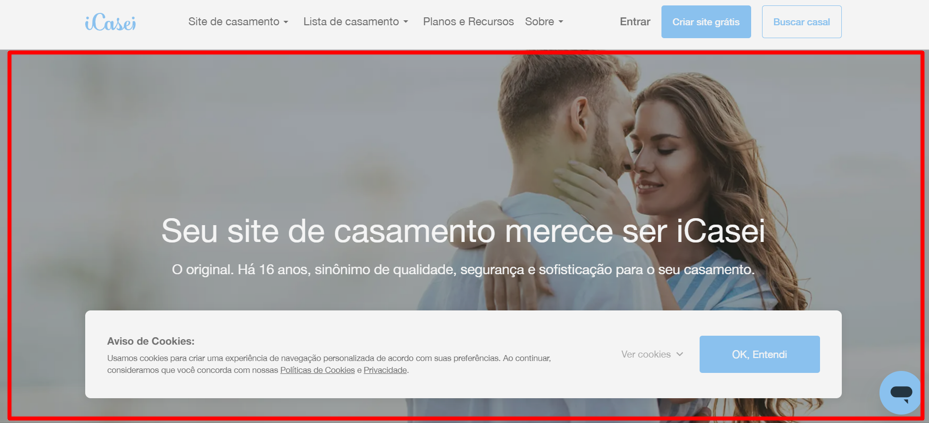 iCasei
Site de casamento
Lista de casamento
Planos e Recursos
Sobre
Entrar
Criar site grátis
Buscar casal
Seu site de casamento merece ser iCasei
O original. Há 16 anos, sinônimo de qualidade, segurança e sofisticação para o seu casamento.
Aviso de Cookies:
Usamos cookies para criar uma experiência de navegação personalizada de acordo com suas preferências. Ao continuar,
consideramos que você concorda com nossas Políticas de Cookies e Privacidade.
Ver cookies
OK, Entendi